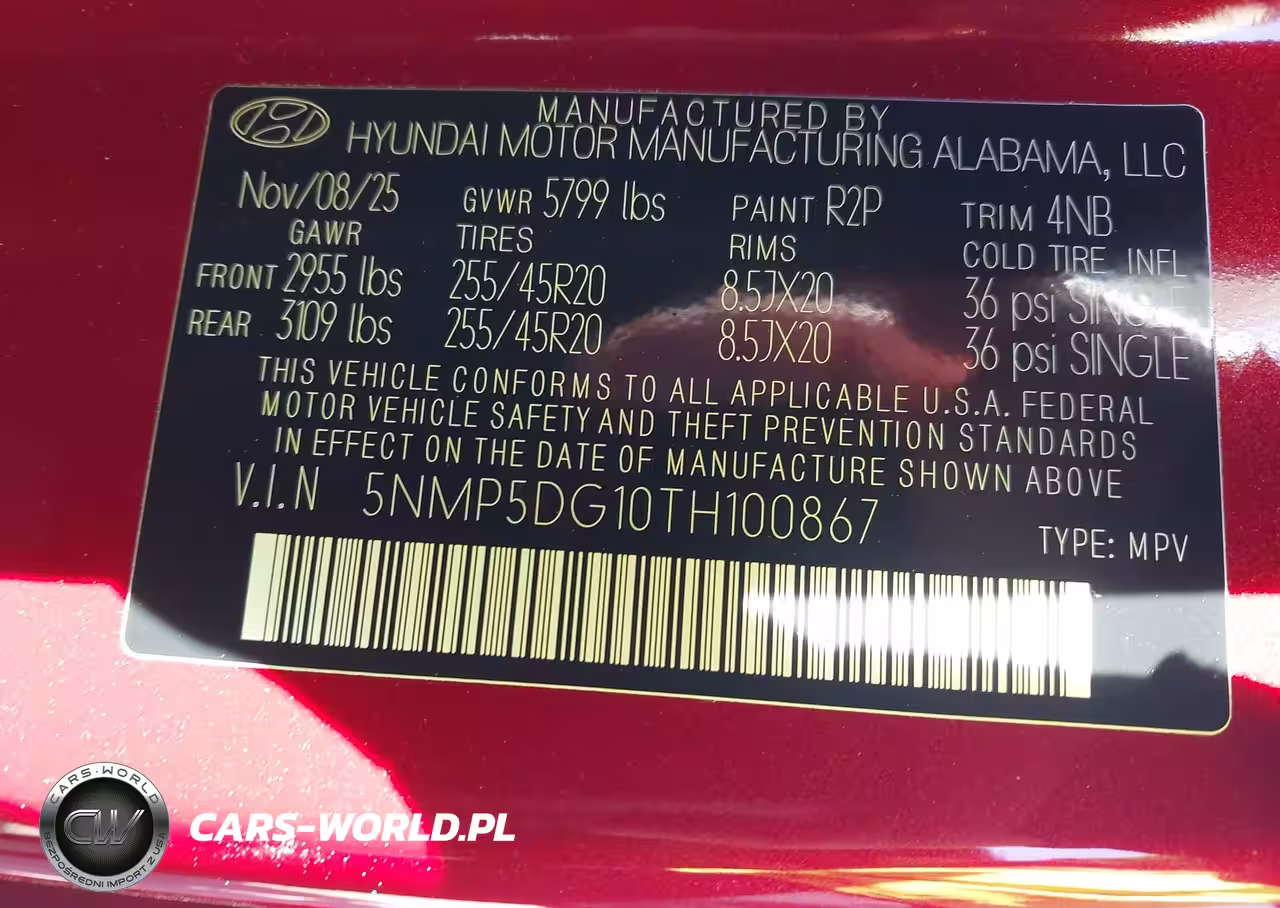 MANUFACTURED BY
HYUNDAI MOTOR MANUFACTURING ALABAMA, LLC
Nov/08/25 GVWR 5799 lbs PAINT R2P TRIM 4NB
GAWR TIRES RIMS COLD TIRE INFL
FRONT 2955 lbs 255/45R20 8.5JX20 36 psi SINGLE
REAR 3109 lbs 255/45R20 8.5JX20 36 psi SINGLE
THIS VEHICLE CONFORMS TO ALL APPLICABLE U.S.A. FEDERAL
MOTOR VEHICLE SAFETY AND THEFT PREVENTION STANDARDS
IN EFFECT ON THE DATE OF MANUFACTURE SHOWN ABOVE
V.I.N 5NMP5DG10TH100867
TYPE: MPV
CARS-WORLD
CW
BEZPOŚREDNI IMPORT Z USA
CARS-WORLD.PL